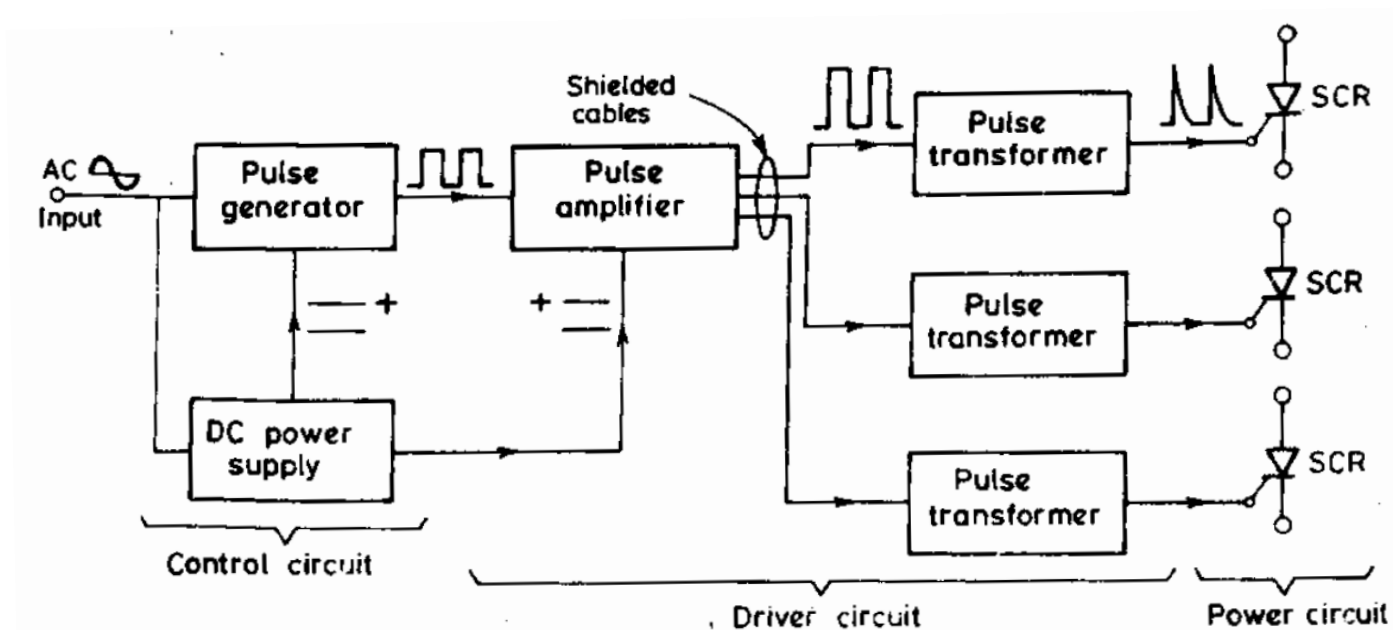 Shielded
cables
Pulse
transformer
SCR
AC
Input
Pulse
generator
Pulse
amplifier
+
+
Pulse
transformer
SCR
DC power
supply
Pulse
transformer
SCR
Control circuit
Driver circuit
Power circuit